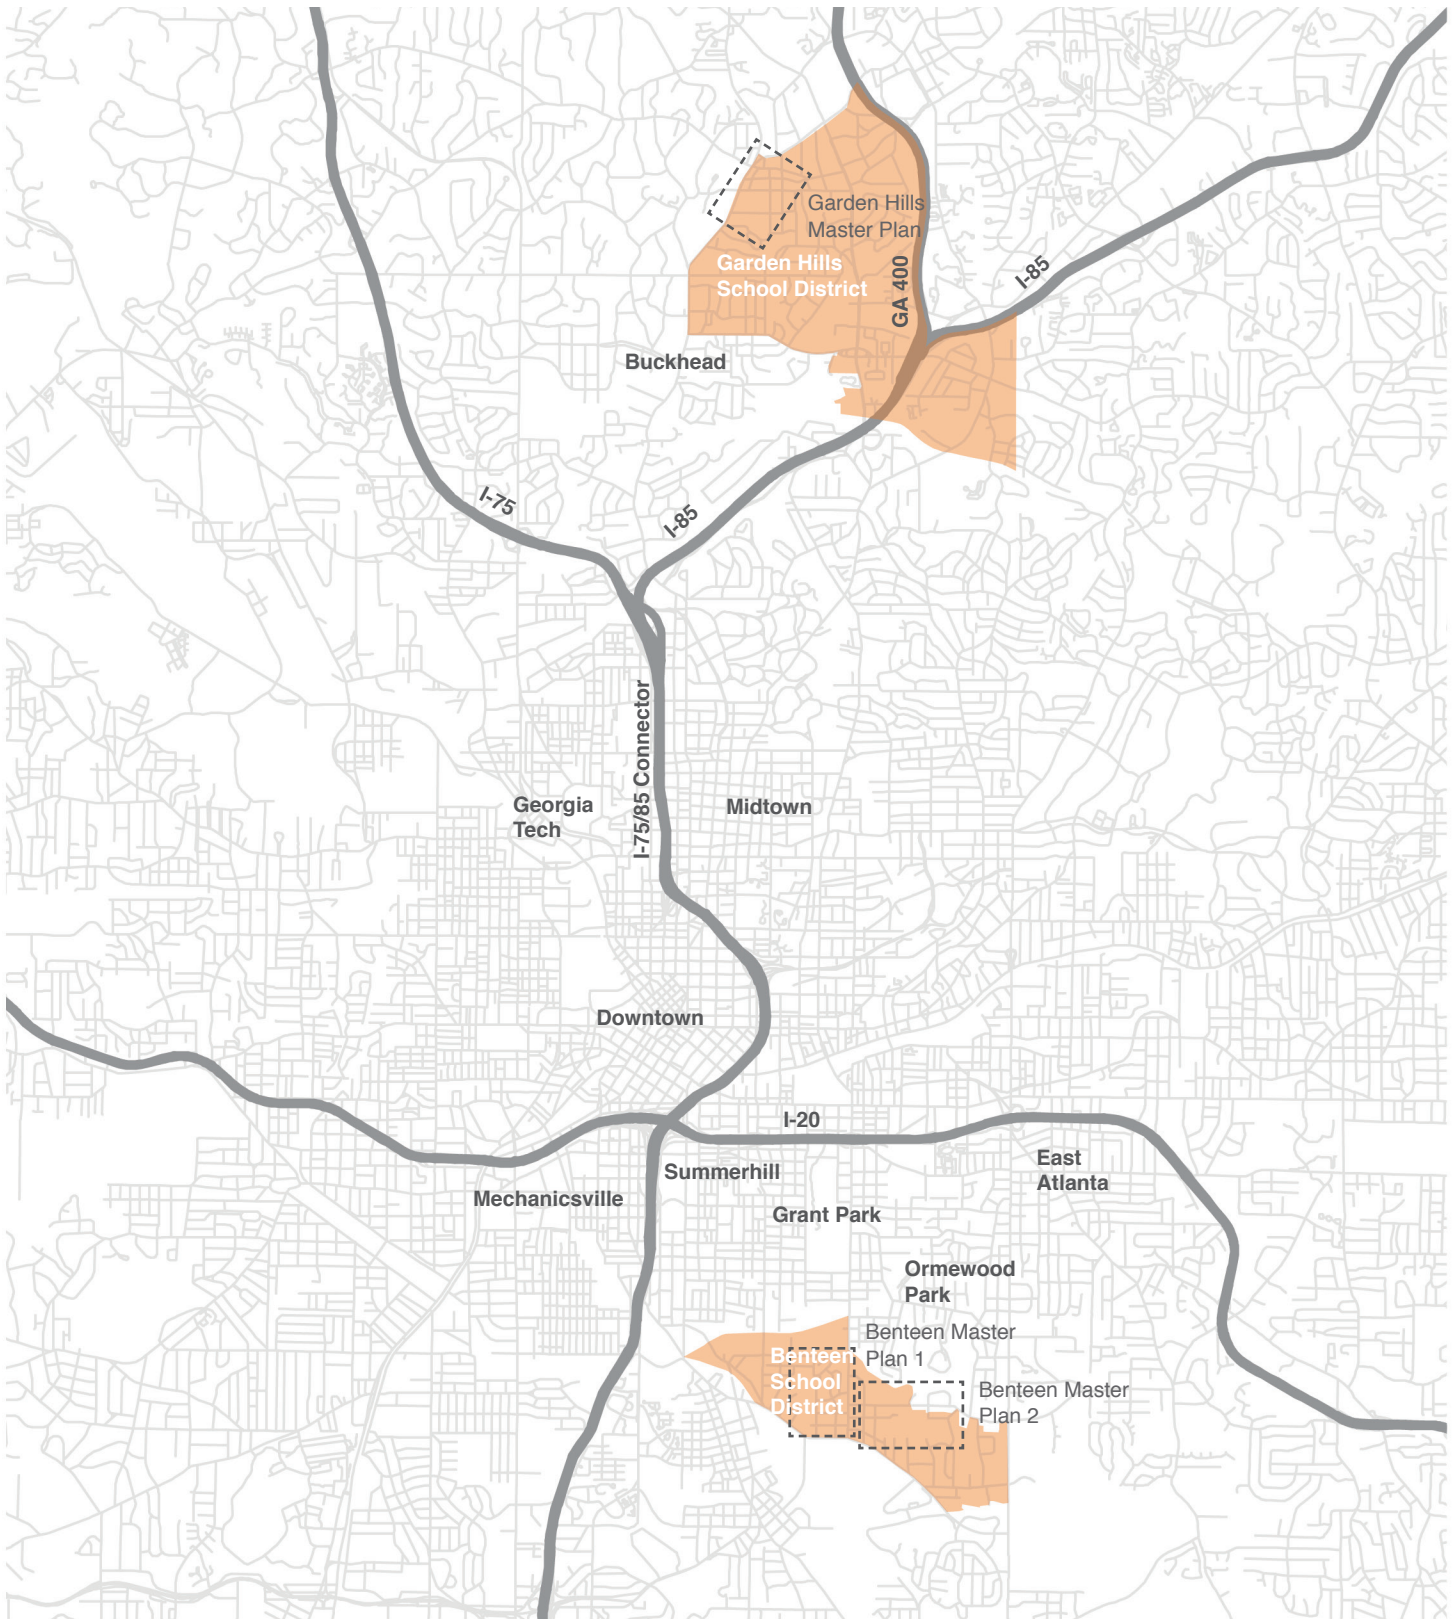 Garden Hills
Master Plan
Garden Hills
School District
GA 400
I-85
Buckhead
I-75
I-85
I-75/85 Connector
Georgia
Tech
Midtown
Downtown
I-20
East
Atlanta
Summerhill
Mechanicsville
Grant Park
Ormewood
Park
Benteen Master
Plan 1
Benteen
School
District
Benteen Master
Plan 2